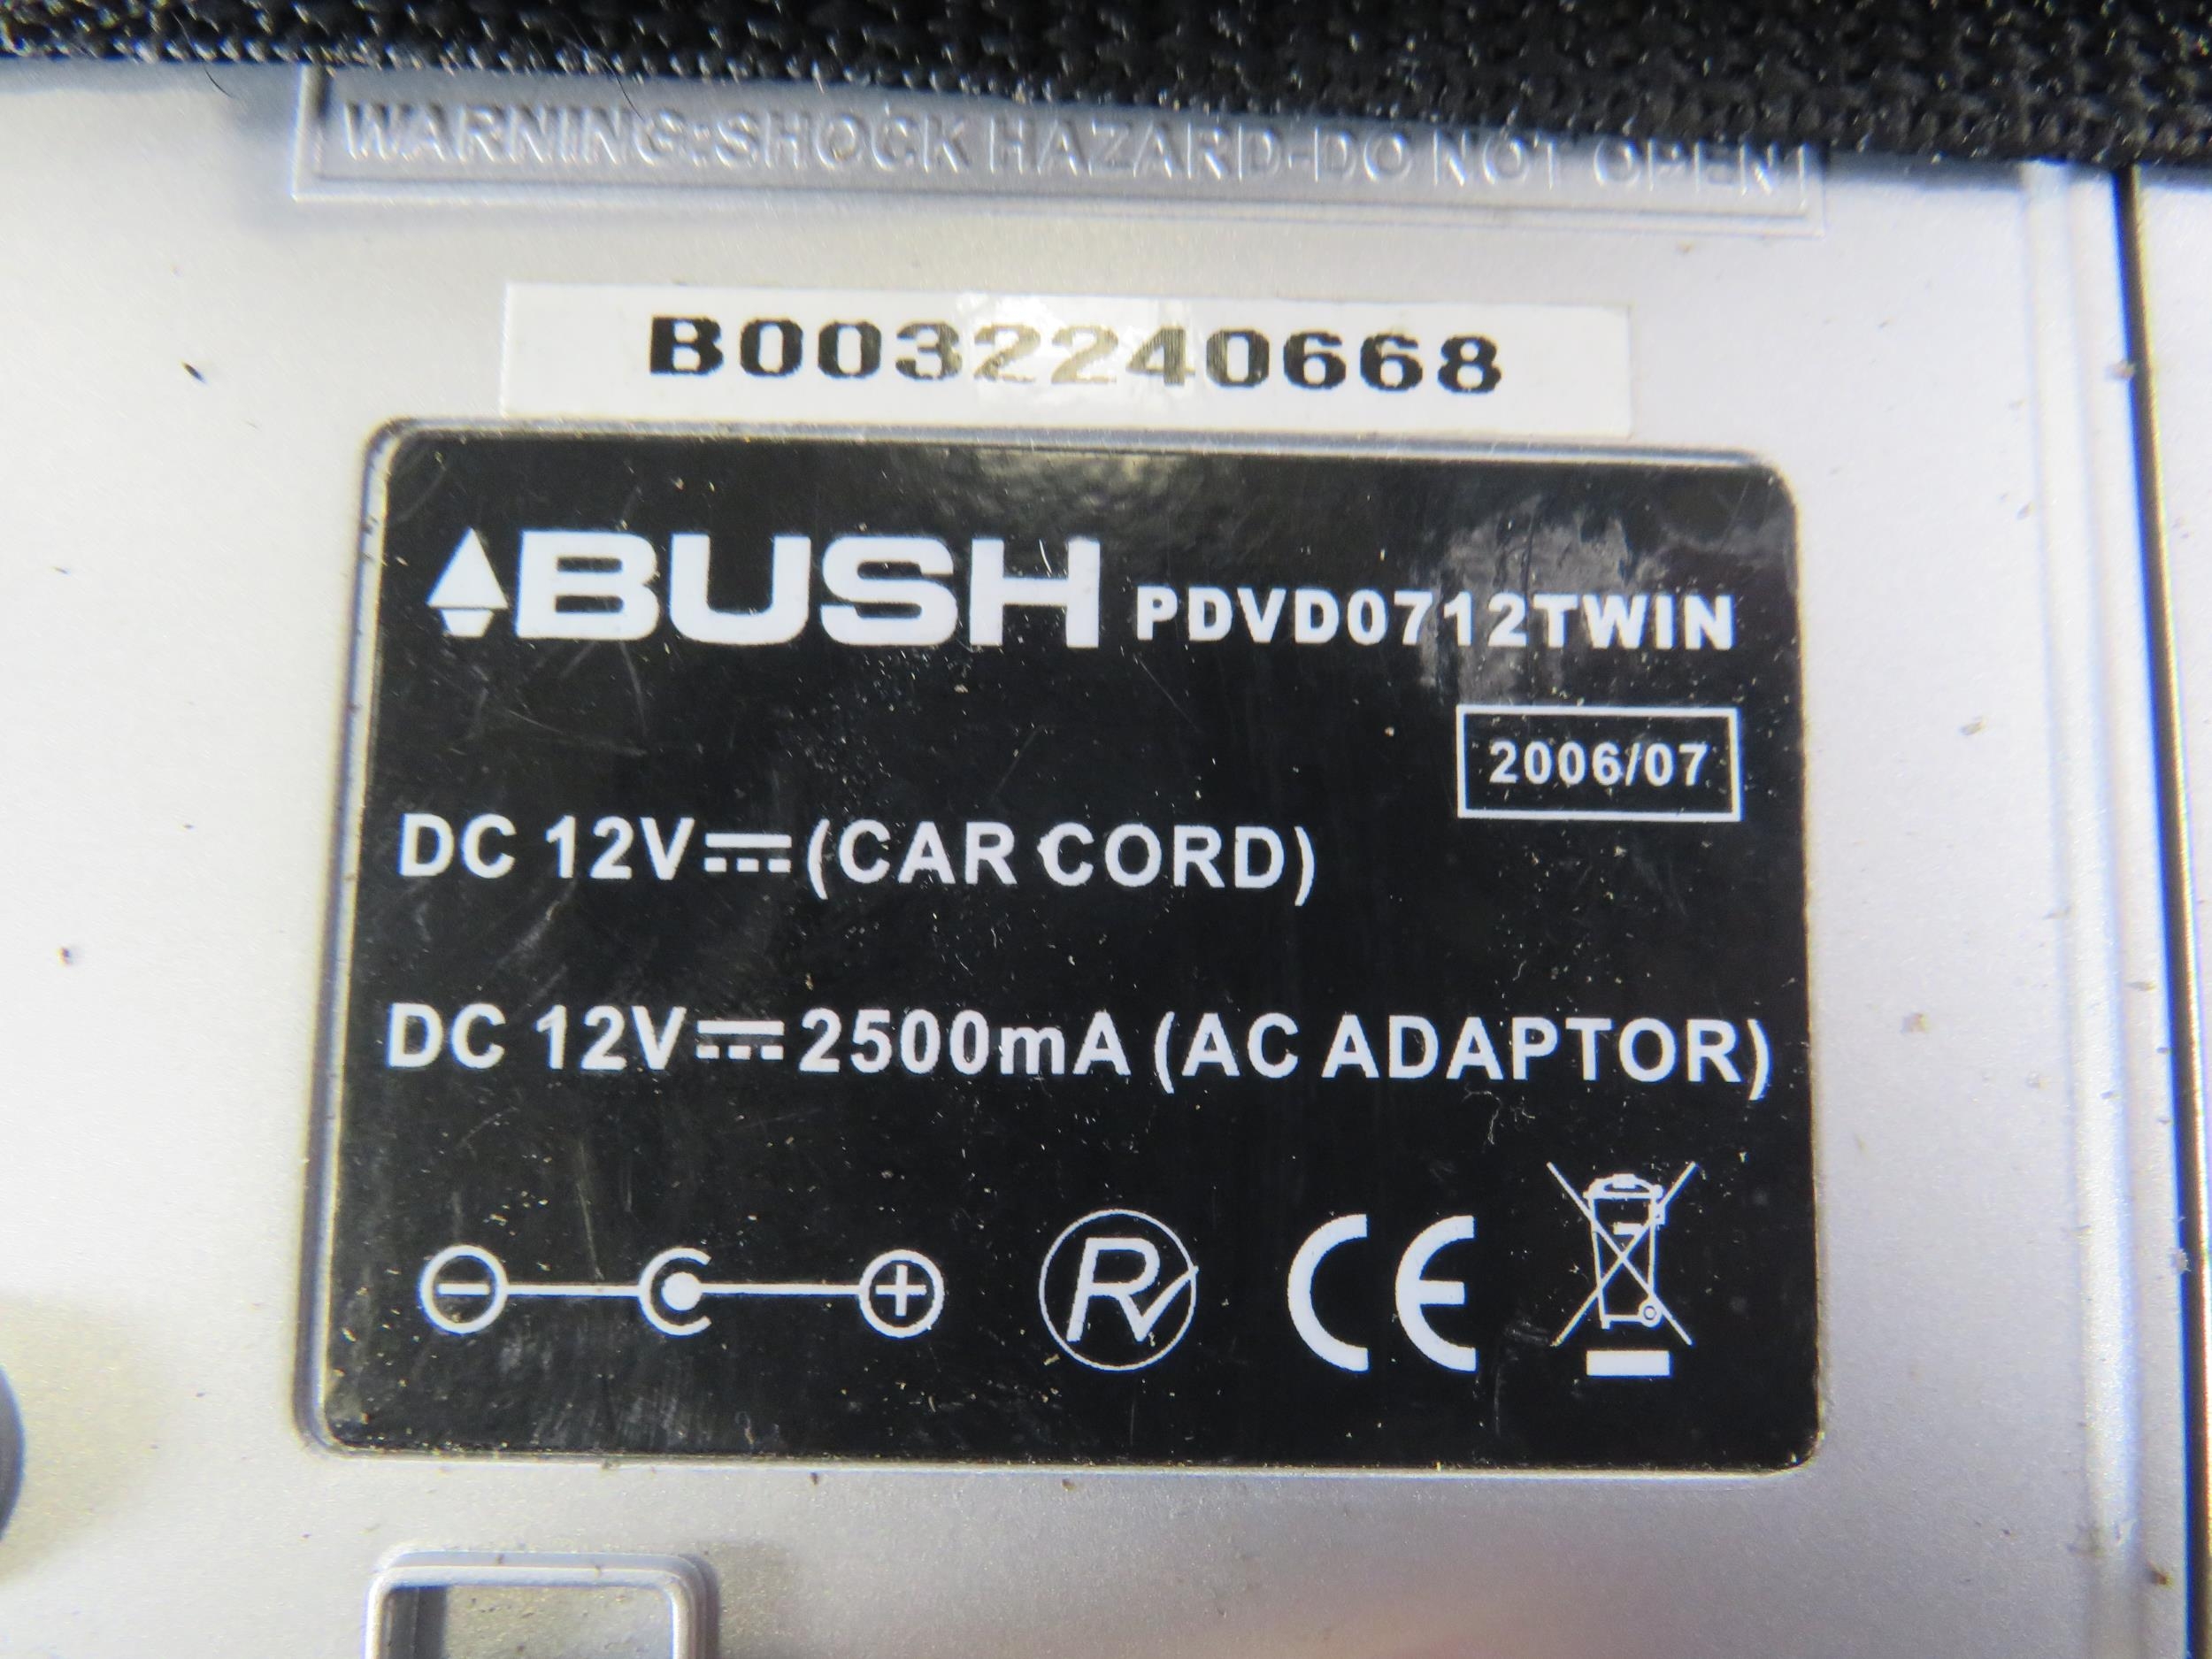 WARNING:SHOCK HAZARD-DO NOT OPEN
B0032240668
BUSH PDVD0712TWIN
2006/07
DC 12V⎓(CAR CORD)
DC 12V⎓2500mA (AC ADAPTOR)
R CE